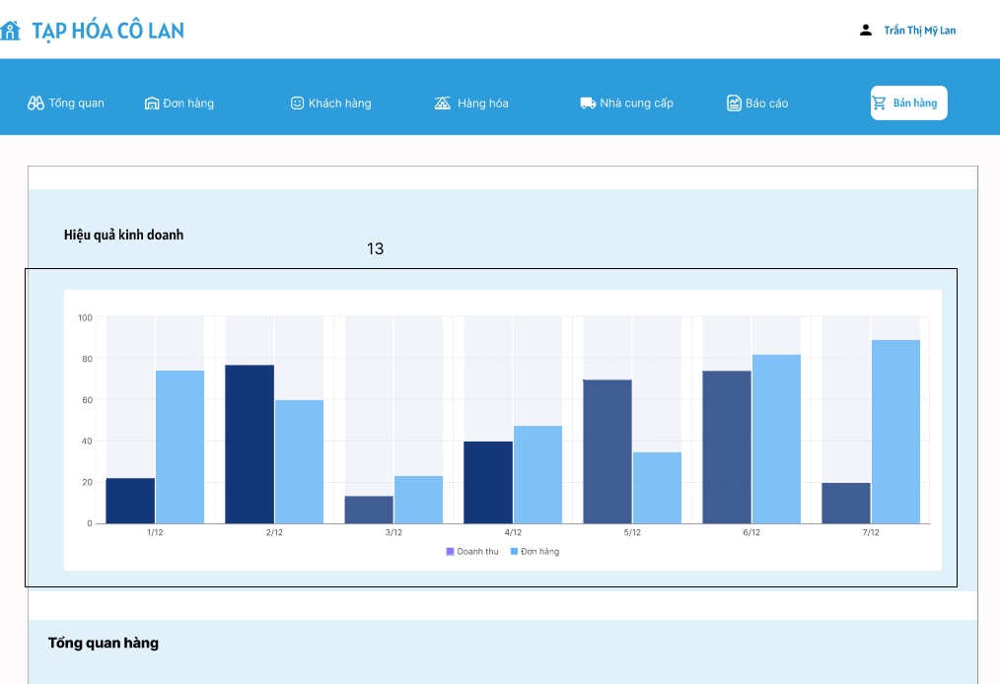 TẠP HÓA CÔ LAN
Trần Thị Mỹ Lan
Tổng quan Đơn hàng Khách hàng Hàng hóa Nhà cung cấp Báo cáo Bán hàng
Hiệu quả kinh doanh
13
100
80
60
40
20
0
1/12 2/12 3/12 4/12 5/12 6/12 7/12
Doanh thu Đơn hàng
Tổng quan hàng